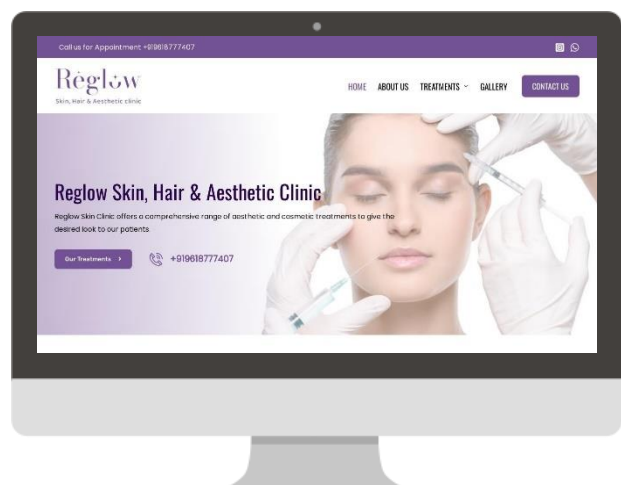 Call us for Appointment +919618777407
Reglow
Skin, Hair & Aesthetic clinic
HOME ABOUT US TREATMENTS GALLERY CONTACT US
Reglow Skin, Hair & Aesthetic Clinic
Reglow Skin Clinic offers a comprehensive range of aesthetic and cosmetic treatments to give the
desired look to our patients
Our Treatments > +919618777407